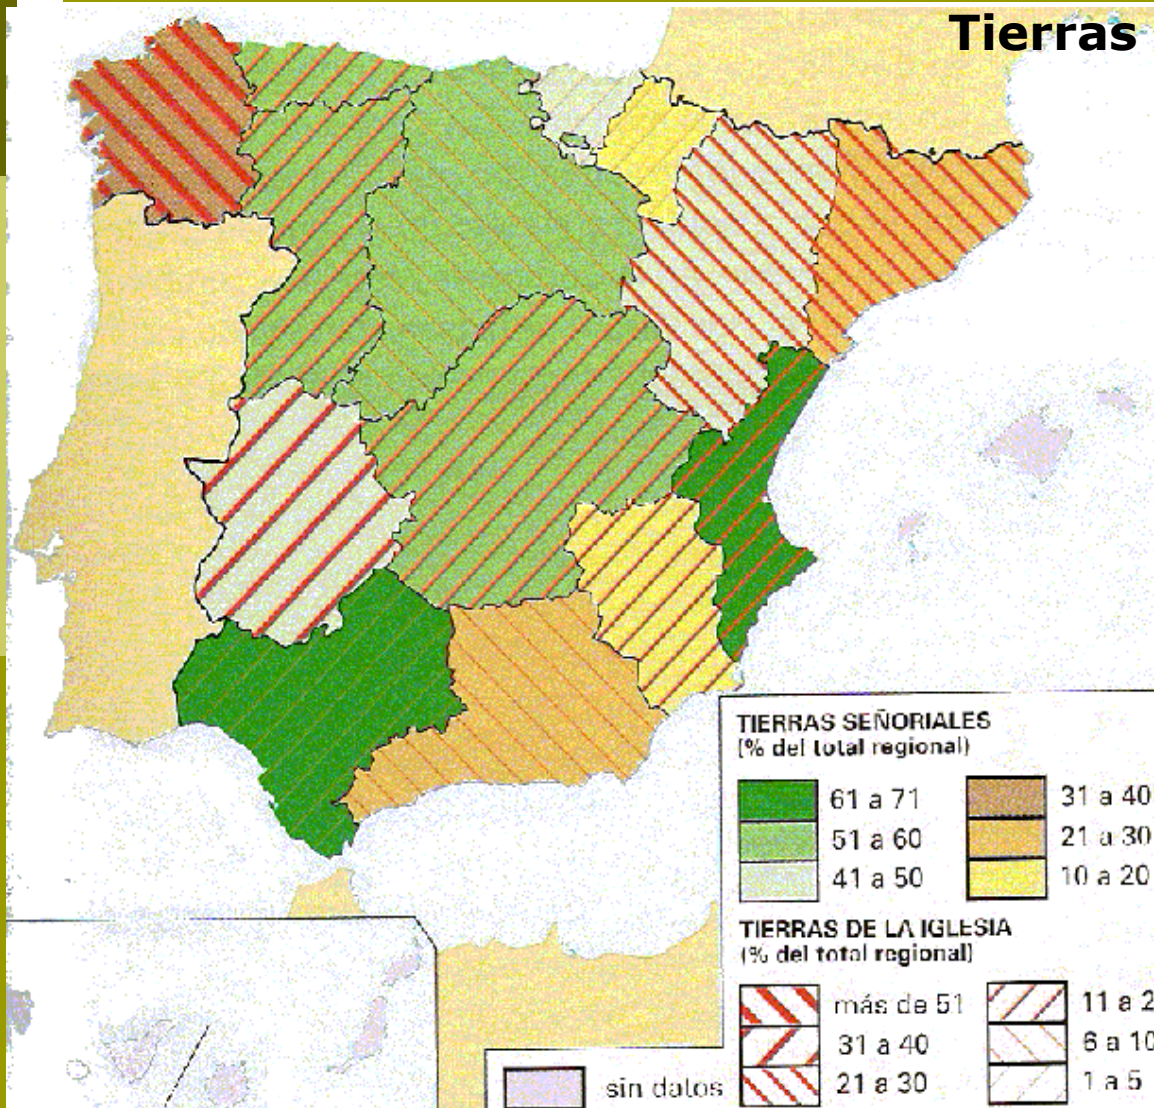 Tierras
TIERRAS SEÑORIALES
(% del total regional)
61 a 71
51 a 60
41 a 50
31 a 40
21 a 30
10 a 20
TIERRAS DE LA IGLESIA
(% del total regional)
más de 51
31 a 40
21 a 30
11 a 2
6 a 10
1 a 5
sin datos